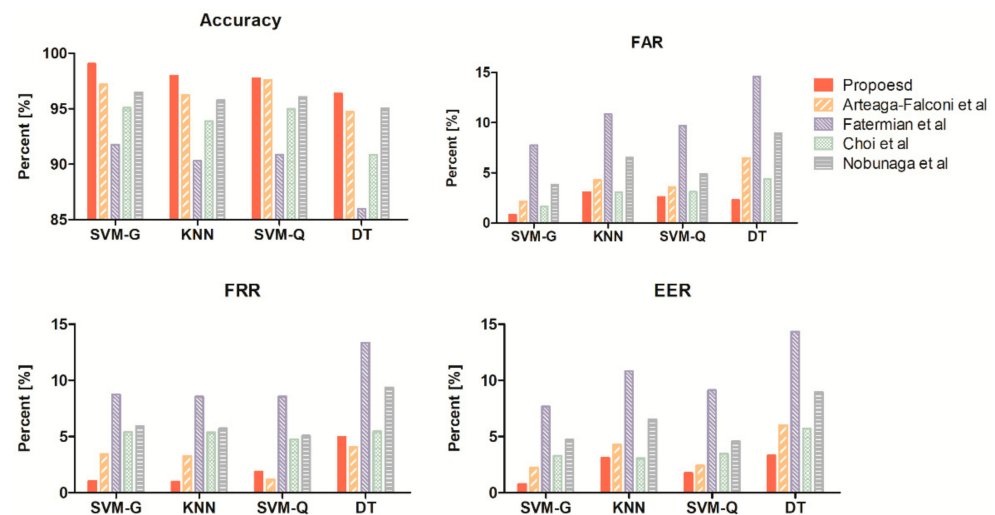 Accuracy
Percent [%]
100
95
90
85
SVM-G KNN SVM-Q DT
FAR
Percent [%]
15
10
5
0
SVM-G KNN SVM-Q DT
Propoesd
Arteaga-Falconi et al
Fatermian et al
Choi et al
Nobunaga et al
FRR
Percent [%]
15
10
5
0
SVM-G KNN SVM-Q DT
EER
Percent [%]
15
10
5
0
SVM-G KNN SVM-Q DT